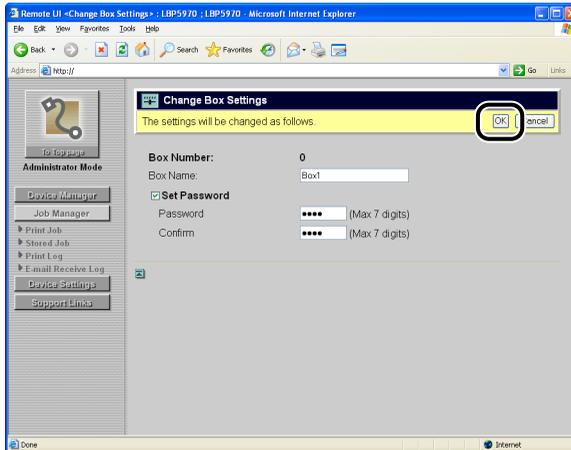 Remote UI <Change Box Settings> : LBP5970 ; LBP5970 - Microsoft Internet Explorer
File Edit View Favorites Tools Help
Back Search Favorites
Address http:// Go Links
To Top page
Administrator Mode
Device Manager
Job Manager
Print Job
Stored Job
Print Log
E-mail Receive Log
Device Settings
Support Links
Change Box Settings
The settings will be changed as follows. OK Cancel
Box Number: 0
Box Name: Box1
Set Password
Password •••• (Max 7 digits)
Confirm •••• (Max 7 digits)
Done Internet